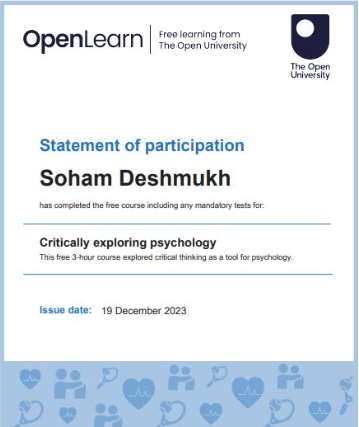 OpenLearn
Free learning from
The Open University
The Open
University
Statement of participation
Soham Deshmukh
has completed the free course including any mandatory tests for:
Critically exploring psychology
This free 3-hour course explored critical thinking as a tool for psychology.
Issue date: 19 December 2023